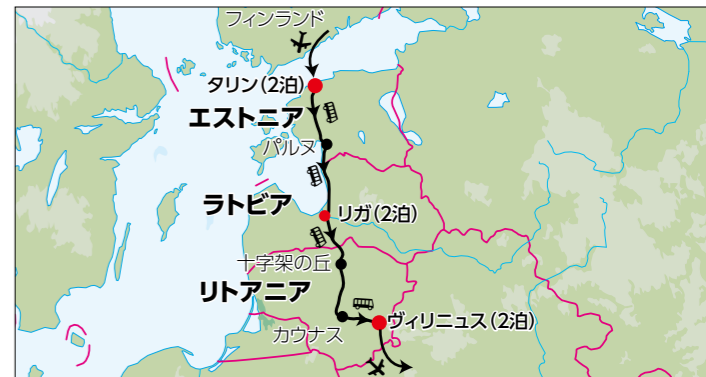 フィンランド
タリン(2泊)
エストニア
パルヌ
ラトビア
リガ(2泊)
十字架の丘
リトアニア
カウナス
ヴィリニュス(2泊)